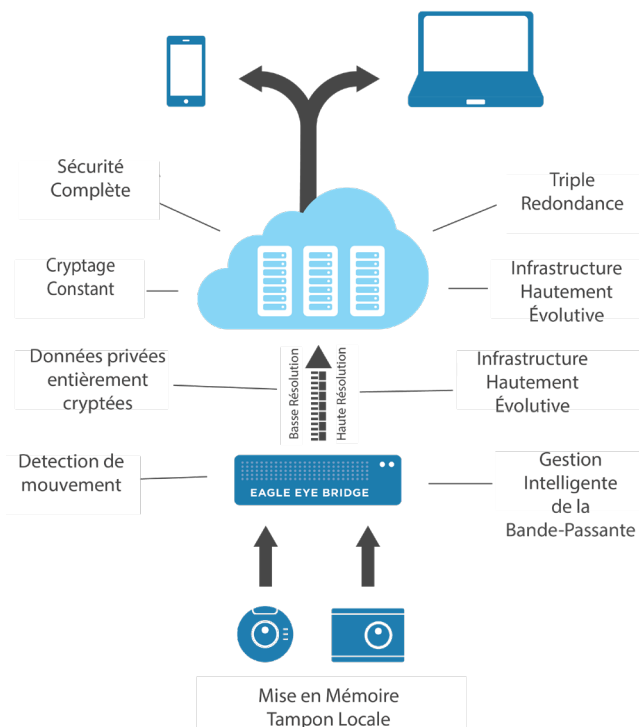 Sécurité
Complète
Triple
Redondance
Cryptage
Constant
Infrastructure
Hautement
Évolutive
Données privées
entièrement
cryptées
Basse Résolution
Haute Résolution
Infrastructure
Hautement
Évolutive
Detection de
mouvement
EAGLE EYE BRIDGE
Gestion
Intelligente
de la
Bande-Passante
Mise en Mémoire
Tampon Locale